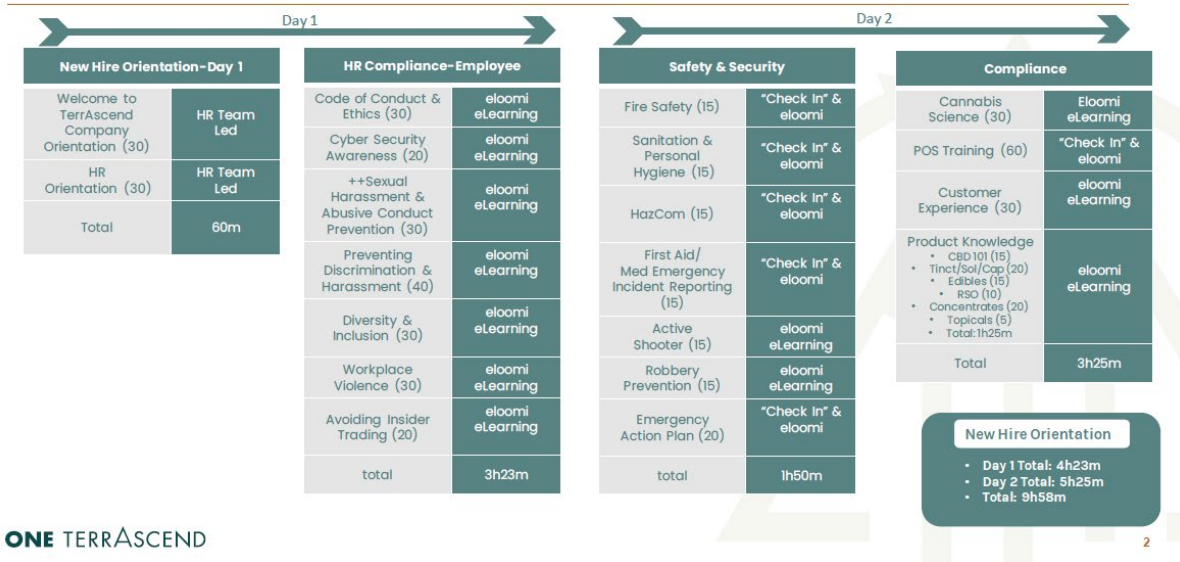 Day 1
Day 2
New Hire Orientation-Day 1
Welcome to
TerrAscend
Company
Orientation (30)
HR Team
Led
HR
Orientation (30)
HR Team
Led
Total
60m
HR Compliance-Employee
Code of Conduct &
Ethics (30)
eloomi
eLearning
Cyber Security
Awareness (20)
eloomi
eLearning
++Sexual
Harassment &
Abusive Conduct
Prevention (30)
eloomi
eLearning
Preventing
Discrimination &
Harassment (40)
eloomi
eLearning
Diversity &
Inclusion (30)
eloomi
eLearning
Workplace
Violence (30)
eloomi
eLearning
Avoiding Insider
Trading (20)
eloomi
eLearning
total
3h23m
Safety & Security
Fire Safety (15)
"Check In" &
eloomi
Sanitation &
Personal
Hygiene (15)
"Check In" &
eloomi
HazCom (15)
"Check In" &
eloomi
First Aid/
Med Emergency
Incident Reporting
(15)
"Check In" &
eloomi
Active
Shooter (15)
eloomi
eLearning
Robbery
Prevention (15)
eloomi
eLearning
Emergency
Action Plan (20)
"Check In" &
eloomi
total
1h50m
Compliance
Cannabis
Science (30)
Eloomi
eLearning
POS Training (60)
"Check In" &
eloomi
Customer
Experience (30)
eloomi
eLearning
Product Knowledge
• CBD 101 (15)
• Tinct/Sol/Cap (20)
• Edibles (15)
• RSO (10)
• Concentrates (20)
• Topicals (5)
• Total: 1h25m
eloomi
eLearning
Total
3h25m
New Hire Orientation
• Day 1 Total: 4h23m
• Day 2 Total: 5h25m
• Total: 9h58m
ONE TERRASCEND
2